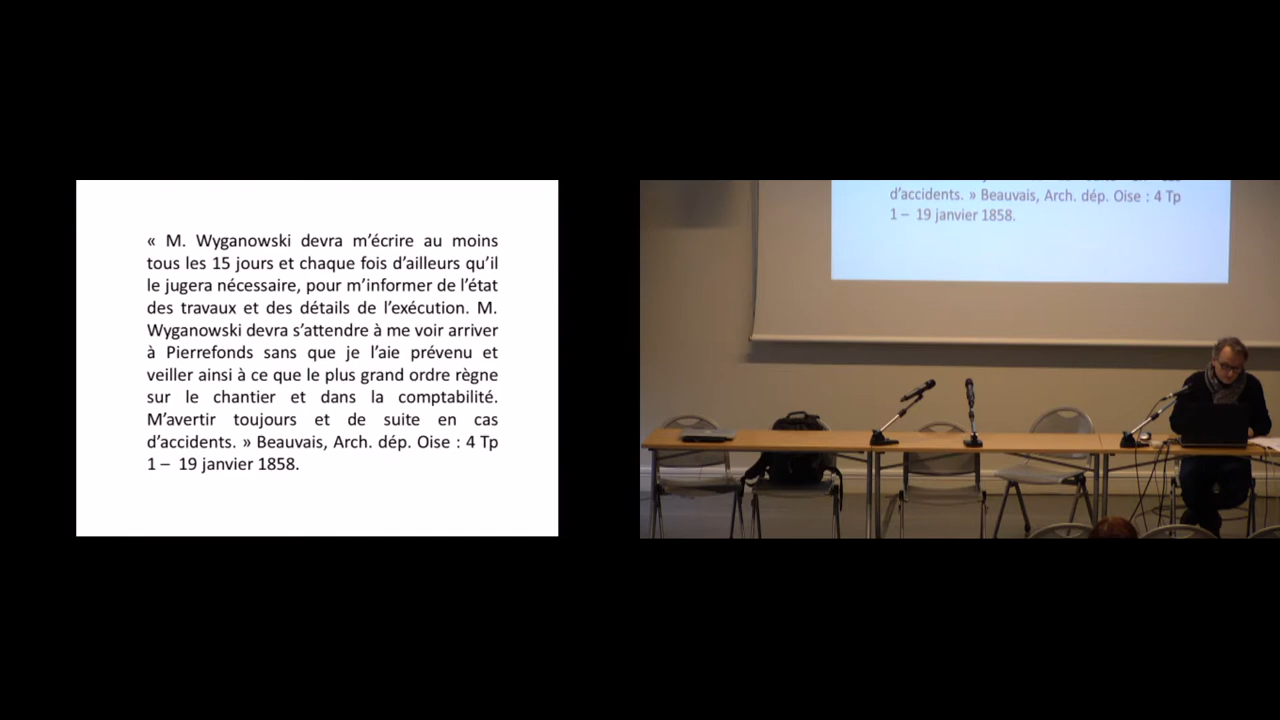 « M. Wyganowski devra m’écrire au moins
tous les 15 jours et chaque fois d’ailleurs qu’il
le jugera nécessaire, pour m’informer de l’état
des travaux et des détails de l’exécution. M.
Wyganowski devra s’attendre à me voir arriver
à Pierrefonds sans que je l’aie prévenu et
veiller ainsi à ce que le plus grand ordre règne
sur le chantier et dans la comptabilité.
M’avertir toujours et de suite en cas
d’accidents. » Beauvais, Arch. dép. Oise : 4 Tp
1 – 19 janvier 1858.
d’accidents. » Beauvais, Arch. dép. Oise : 4 Tp
1 – 19 janvier 1858.